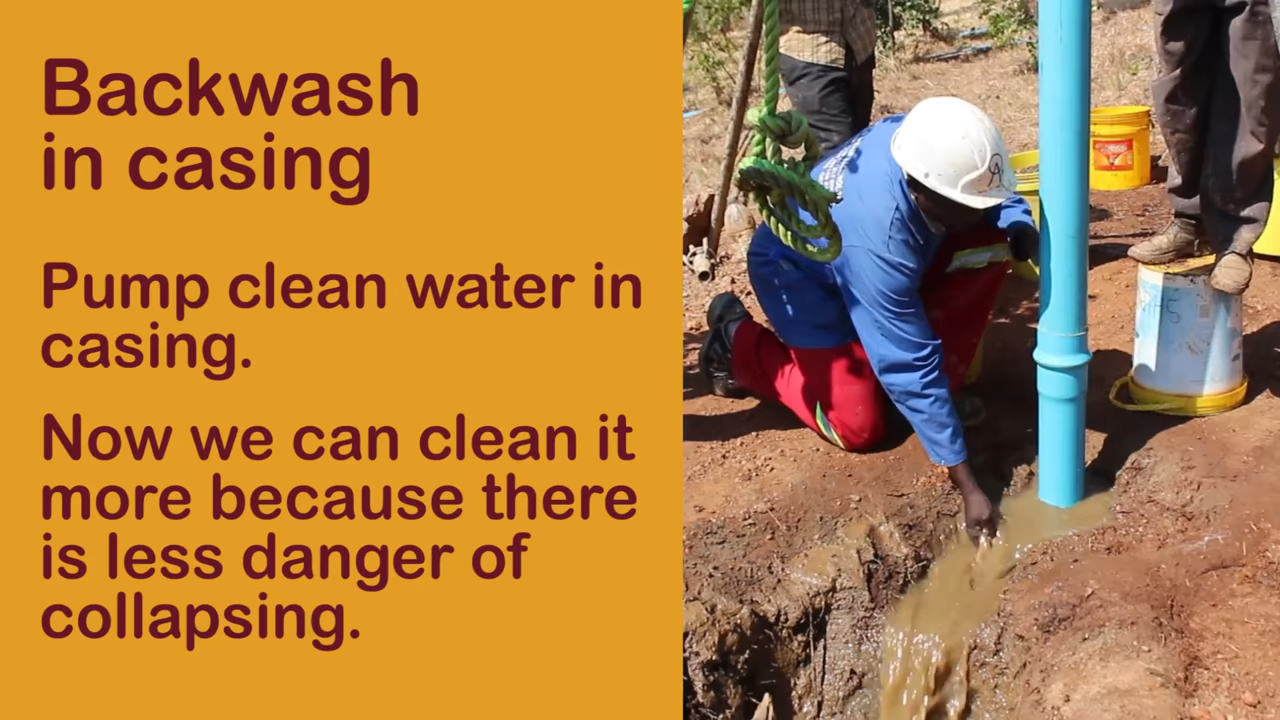 Backwash
in casing
Pump clean water in
casing.
Now we can clean it
more because there
is less danger of
collapsing.